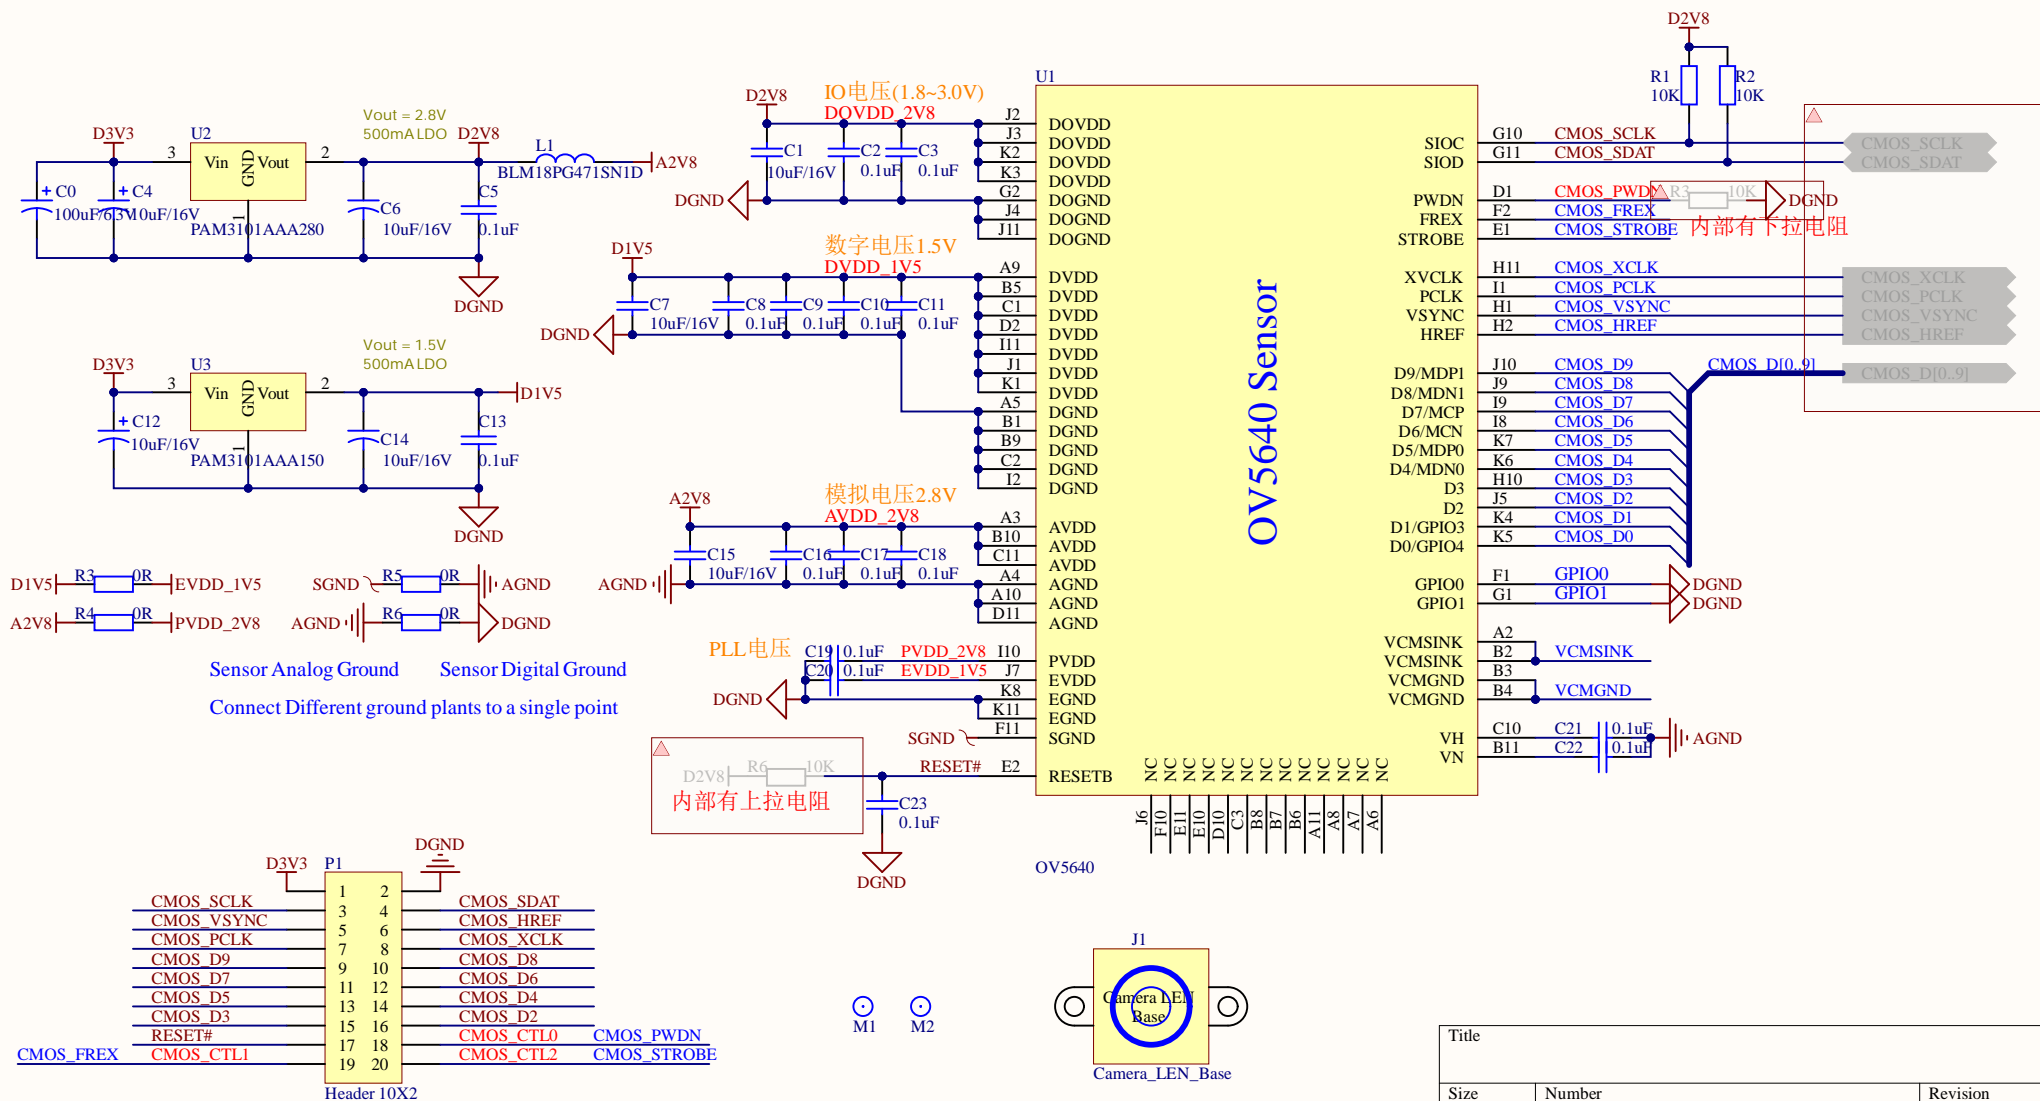 Vout = 2.8V
500mALDO
D3V3
U2
D2V8
L1
A2V8
BLM18PG471SN1D
3
Vin
GND
Vout
2
1
C0
100uF/6.3V
C4
10uF/16V
PAM3101AAA280
C6
10uF/16V
C5
0.1uF
DGND
Vout = 1.5V
500mALDO
D3V3
U3
3
Vin
GND
Vout
2
1
D1V5
C12
10uF/16V
PAM3101AAA150
C14
10uF/16V
C13
0.1uF
DGND
D1V5
R3
0R
EVDD_1V5
SGND
R5
0R
AGND
A2V8
R4
0R
PVDD_2V8
AGND
R6
0R
DGND
Sensor Analog Ground
Sensor Digital Ground
Connect Different ground plants to a single point
D2V8
IO电压(1.8~3.0V)
DOVDD_2V8
C1
10uF/16V
C2
0.1uF
C3
0.1uF
DGND
D1V5
数字电压1.5V
DVDD_1V5
C7
10uF/16V
C8
0.1uF
C9
0.1uF
C10
0.1uF
C11
0.1uF
DGND
A2V8
模拟电压2.8V
AVDD_2V8
C15
10uF/16V
C16
0.1uF
C17
0.1uF
C18
0.1uF
AGND
PLL电压
C19
0.1uF
PVDD_2V8
C20
0.1uF
EVDD_1V5
DGND
SGND
D2V8
R6
10K
RESET#
内部有上拉电阻
C23
0.1uF
DGND
U1
J2 DOVDD
J3 DOVDD
K2 DOVDD
K3 DOVDD
G2 DOGND
J4 DOGND
J11 DOGND
A9 DVDD
B5 DVDD
C1 DVDD
D2 DVDD
I11 DVDD
J1 DVDD
K1 DVDD
A5 DGND
B1 DGND
B9 DGND
C2 DGND
I2 DGND
A3 AVDD
B10 AVDD
C11 AVDD
A4 AGND
A10 AGND
D11 AGND
I10 PVDD
J7 EVDD
K8 EGND
K11 EGND
F11 SGND
E2 RESETB
OV5640 Sensor
NC NC NC NC NC NC NC NC NC NC NC NC NC
J6 F10 E11 E10 D10 C3 B8 B7 B6 A11 A8 A7 A6
OV5640
D2V8
R1
10K
R2
10K
SIOC G10 CMOS_SCLK
SIOD G11 CMOS_SDAT
PWDN D1 CMOS_PWDN
FREX F2 CMOS_FREX
STROBE E1 CMOS_STROBE
R3
10K
DGND
内部有下拉电阻
XVCLK H11 CMOS_XCLK
PCLK I1 CMOS_PCLK
VSYNC H1 CMOS_VSYNC
HREF H2 CMOS_HREF
D9/MDP1 J10 CMOS_D9
D8/MDN1 J9 CMOS_D8
D7/MCP I9 CMOS_D7
D6/MCN I8 CMOS_D6
D5/MDP0 K7 CMOS_D5
D4/MDN0 K6 CMOS_D4
D3 H10 CMOS_D3
D2 J5 CMOS_D2
D1/GPIO3 K4 CMOS_D1
D0/GPIO4 K5 CMOS_D0
CMOS_D[0..9]
GPIO0 F1 GPIO0 DGND
GPIO1 G1 GPIO1 DGND
VCMSINK A2
VCMSINK B2 VCMSINK
VCMGND B3
VCMGND B4 VCMGND
VH C10 C21 0.1uF
AGND
VN B11 C22 0.1uF
CMOS_SCLK
CMOS_SDAT
CMOS_XCLK
CMOS_PCLK
CMOS_VSYNC
CMOS_HREF
CMOS_D[0..9]
DGND
D3V3
P1
1 2
CMOS_SCLK 3 4 CMOS_SDAT
CMOS_VSYNC 5 6 CMOS_HREF
CMOS_PCLK 7 8 CMOS_XCLK
CMOS_D9 9 10 CMOS_D8
CMOS_D7 11 12 CMOS_D6
CMOS_D5 13 14 CMOS_D4
CMOS_D3 15 16 CMOS_D2
RESET# 17 18 CMOS_CTL0 CMOS_PWDN
CMOS_FREX CMOS_CTL1 19 20 CMOS_CTL2 CMOS_STROBE
Header 10X2
M1
M2
J1
Camera LEN
Base
Camera_LEN_Base
Title
Size
Number
Revision